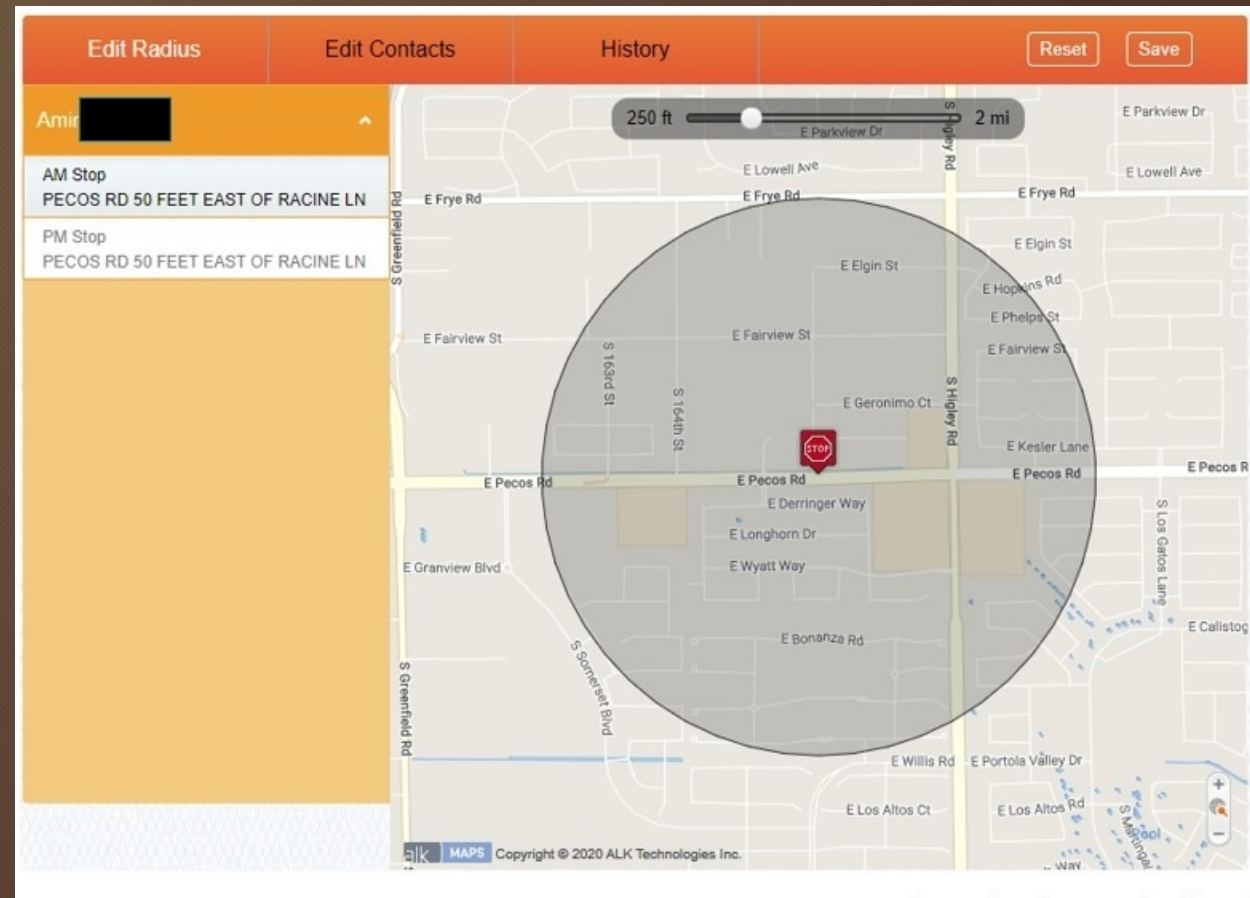 Edit Radius
Edit Contacts
History
Reset
Save
Amir
AM Stop
PECOS RD 50 FEET EAST OF RACINE LN
PM Stop
PECOS RD 50 FEET EAST OF RACINE LN
250 ft
2 mi
E Parkview Dr
E Parkview Dr
S Higley Rd
E Lowell Ave
E Lowell Ave
E Frye Rd
E Frye Rd
E Frye Rd
S Greenfield Rd
E Elgin St
E Elgin St
E Hopkins Rd
E Phelps St
E Fairview St
E Fairview St
E Fairview St
S 163rd St
S 164th St
E Geronimo Ct
S Higley Rd
STOP
E Kesler Lane
E Pecos Rd
E Pecos Rd
E Pecos Rd
E Pecos R
E Derringer Way
E Longhorn Dr
E Wyatt Way
E Granview Blvd
S Los Gatos Lane
E Bonanza Rd
E Calistog
S Somerset Blvd
S Greenfield Rd
E Willis Rd
E Portola Valley Dr
E Los Altos Ct
E Los Altos Rd
Pool
alk MAPS Copyright © 2020 ALK Technologies Inc.
Way